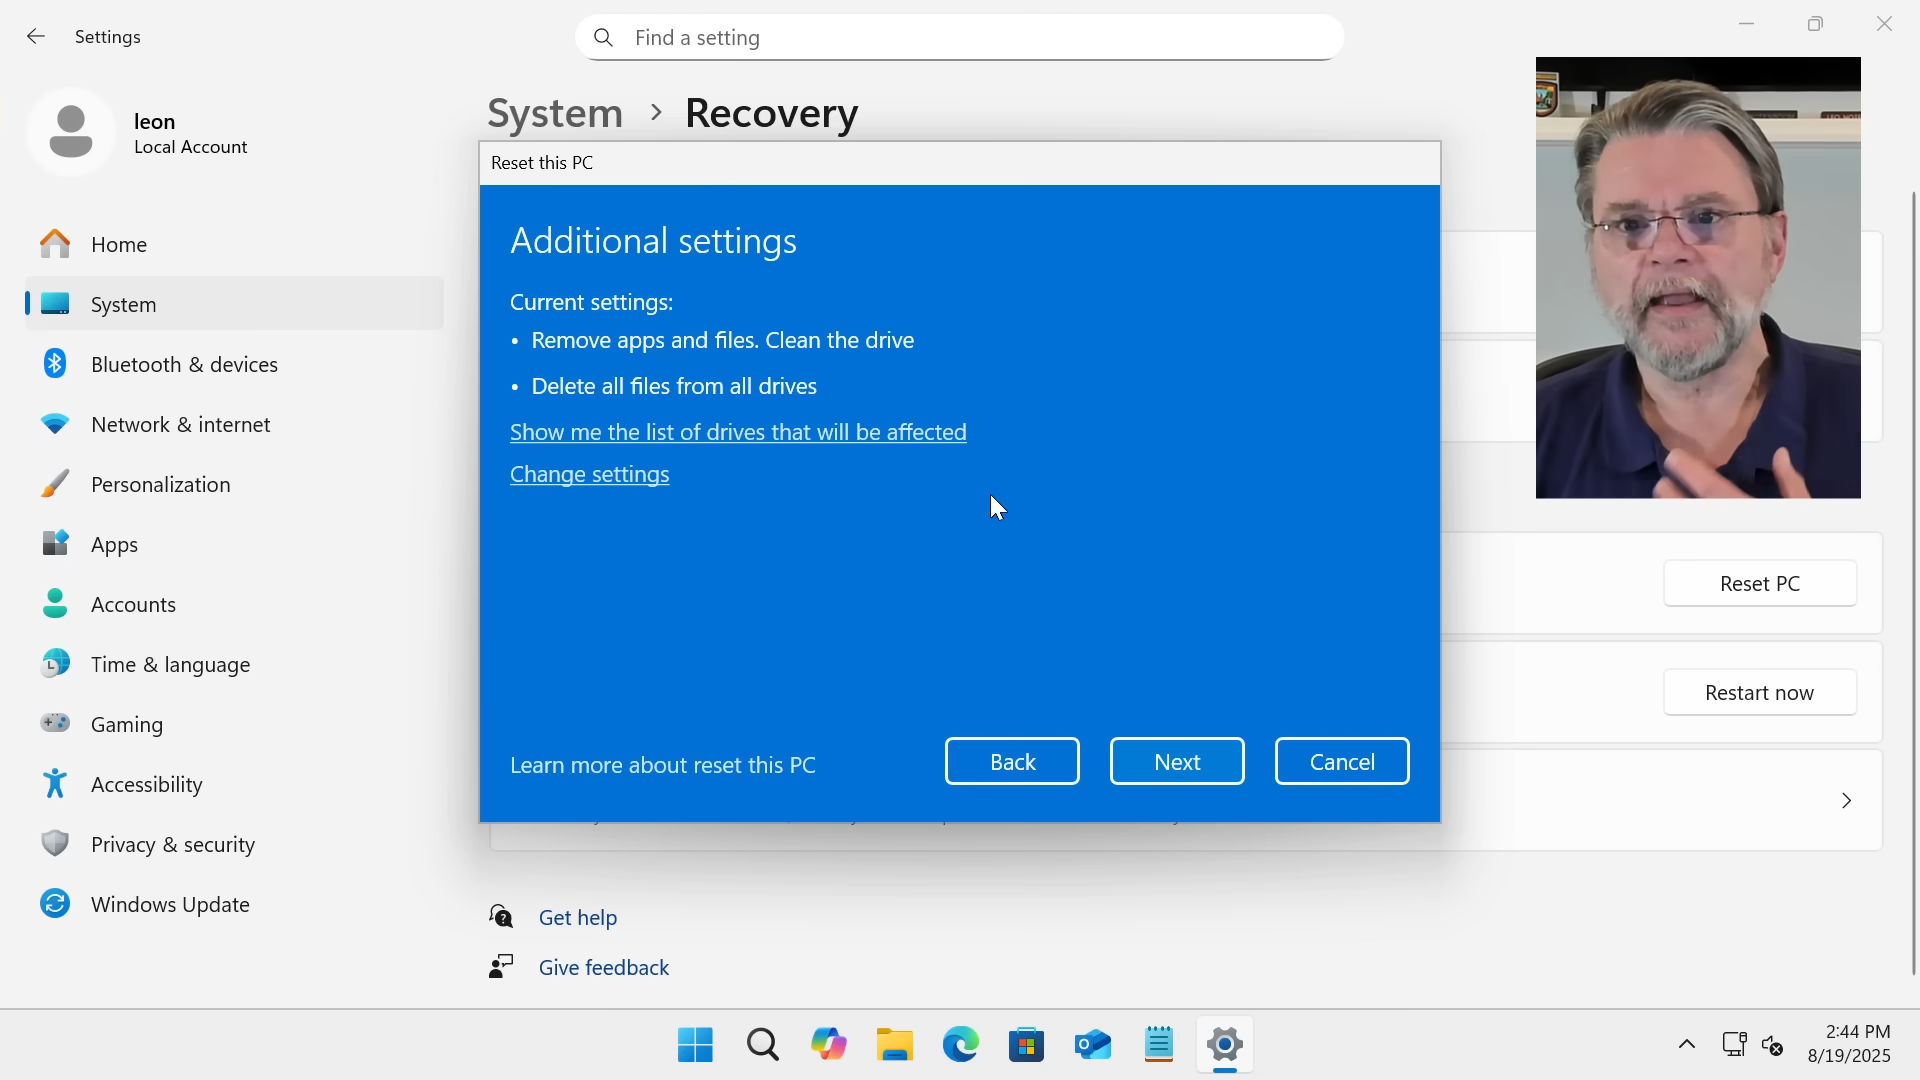 Settings
Find a setting
leon
Local Account
Home
System
Bluetooth & devices
Network & internet
Personalization
Apps
Accounts
Time & language
Gaming
Accessibility
Privacy & security
Windows Update
System > Recovery
Reset this PC
Additional settings
Current settings:
• Remove apps and files. Clean the drive
• Delete all files from all drives
Show me the list of drives that will be affected
Change settings
Learn more about reset this PC
Back
Next
Cancel
Reset PC
Restart now
Get help
Give feedback
2:44 PM
8/19/2025